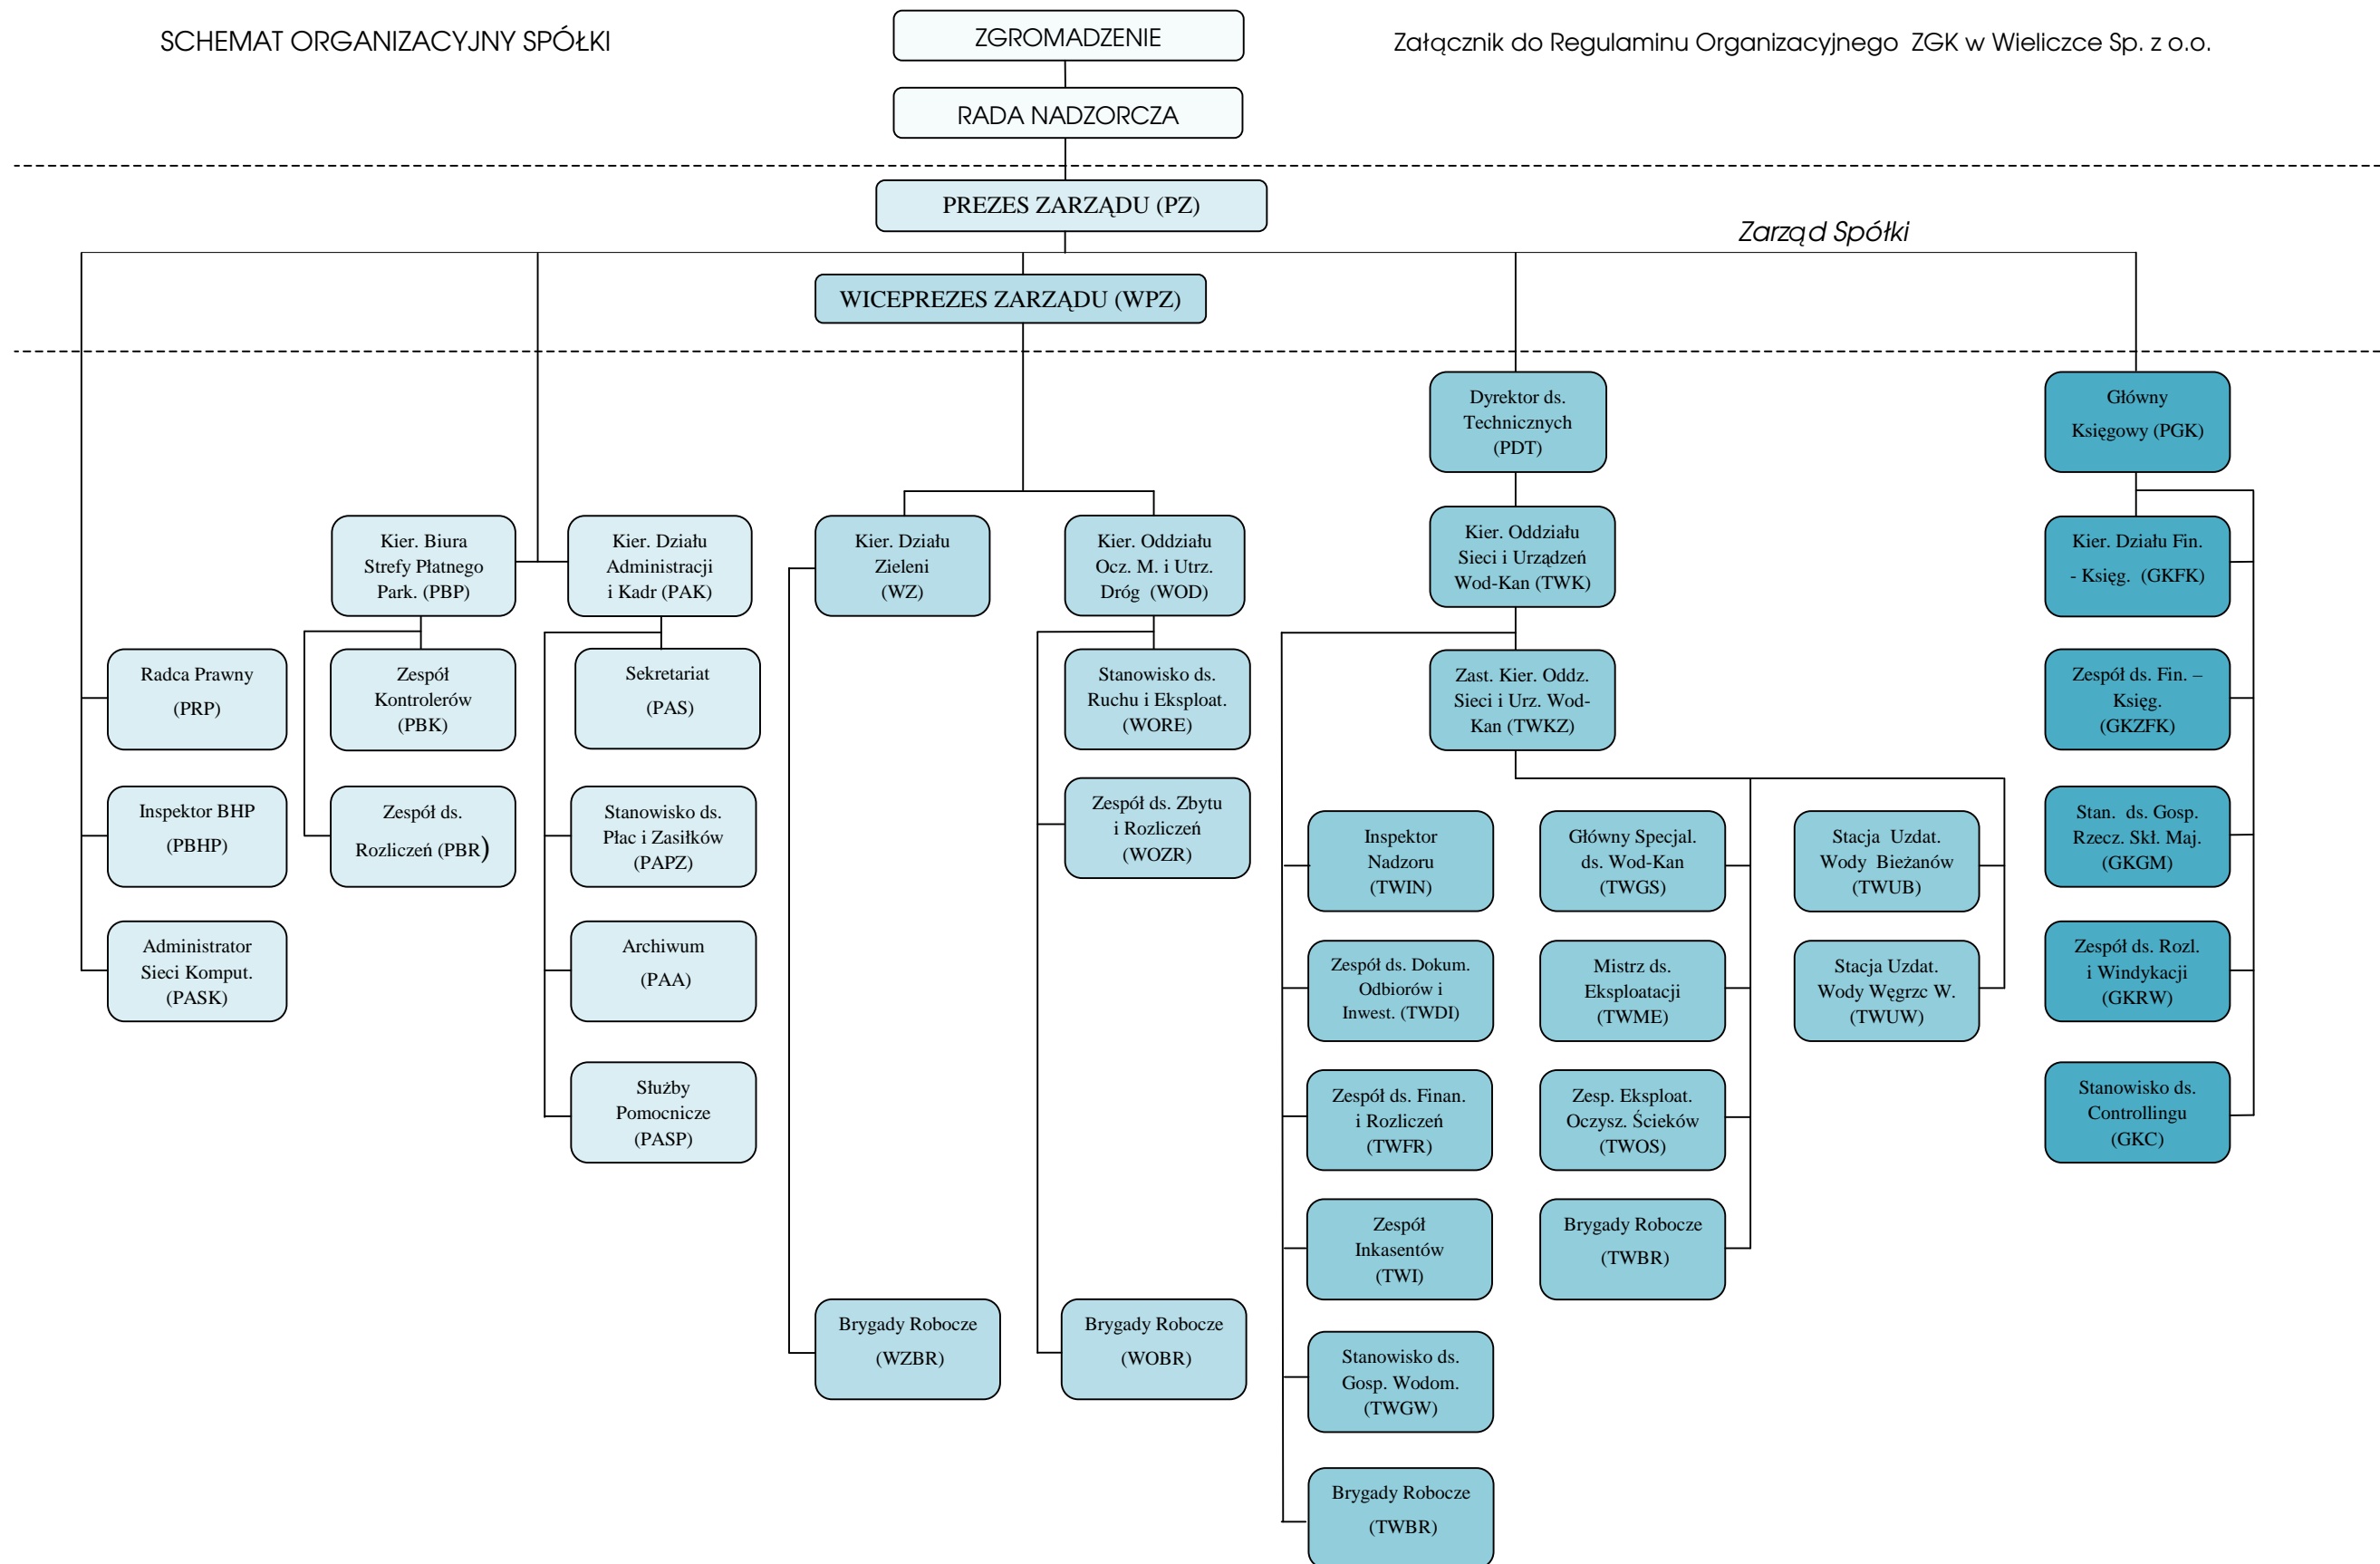 SCHEMAT ORGANIZACYJNY SPÓŁKI
ZGROMADZENIE
Załącznik do Regulaminu Organizacyjnego ZGK w Wieliczce Sp. z o.o.
RADA NADZORCZA
PREZES ZARZĄDU (PZ)
Zarząd Spółki
WICEPREZES ZARZĄDU (WPZ)
Dyrektor ds.
Technicznych
(PDT)
Główny
Księgowy (PGK)
Kier. Biura
Strefy Płatnego
Park. (PBP)
Kier. Działu
Administracji
i Kadr (PAK)
Kier. Działu
Zieleni
(WZ)
Kier. Oddziału
Ocz. M. i Utrz.
Dróg (WOD)
Kier. Oddziału
Sieci i Urządzeń
Wod-Kan (TWK)
Kier. Działu Fin.
- Księg. (GKFK)
Radca Prawny
(PRP)
Zespół
Kontrolerów
(PBK)
Sekretariat
(PAS)
Stanowisko ds.
Ruchu i Eksploat.
(WORE)
Zast. Kier. Oddz.
Sieci i Urz. Wod-
Kan (TWKZ)
Zespół ds. Fin. –
Księg.
(GKZFK)
Inspektor BHP
(PBHP)
Zespół ds.
Rozliczeń (PBR)
Stanowisko ds.
Płac i Zasiłków
(PAPZ)
Zespół ds. Zbytu
i Rozliczeń
(WOZR)
Inspektor
Nadzoru
(TWIN)
Główny Specjal.
ds. Wod-Kan
(TWGS)
Stacja Uzdat.
Wody Bieżanów
(TWUB)
Stan. ds. Gosp.
Rzecz. Skł. Maj.
(GKGM)
Administrator
Sieci Komput.
(PASK)
Archiwum
(PAA)
Zespół ds. Dokum.
Odbiorów i
Inwest. (TWDI)
Mistrz ds.
Eksploatacji
(TWME)
Stacja Uzdat.
Wody Węgrzc W.
(TWUW)
Zespół ds. Rozl.
i Windykacji
(GKRW)
Służby
Pomocnicze
(PASP)
Zespół ds. Finan.
i Rozliczeń
(TWFR)
Zesp. Eksploat.
Oczysz. Ścieków
(TWOS)
Stanowisko ds.
Controllingu
(GKC)
Zespół
Inkasentów
(TWI)
Brygady Robocze
(TWBR)
Brygady Robocze
(WZBR)
Brygady Robocze
(WOBR)
Stanowisko ds.
Gosp. Wodom.
(TWGW)
Brygady Robocze
(TWBR)